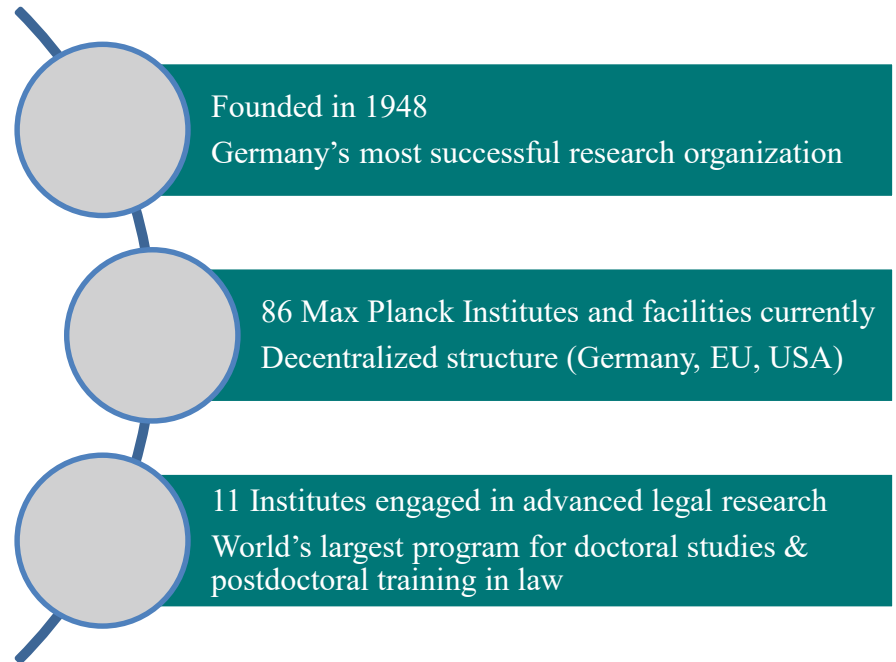 Founded in 1948
Germany’s most successful research organization
86 Max Planck Institutes and facilities currently
Decentralized structure (Germany, EU, USA)
11 Institutes engaged in advanced legal research
World’s largest program for doctoral studies &
postdoctoral training in law